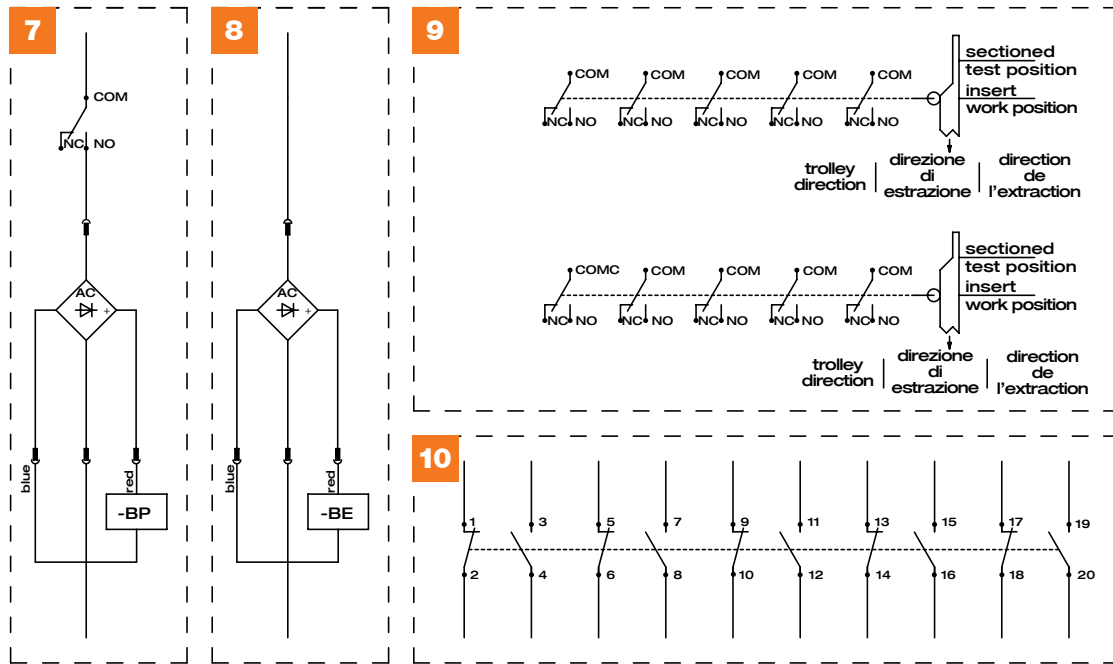 7
COM
NC NO
AC
+
blue
red
-BP
8
AC
+
blue
red
-BE
9
COM COM COM COM COM
NC NO NC NO NC NO NC NO NC NO
sectioned
test position
insert
work position
trolley
direction
direzione
di
estrazione
direction
de
l'extraction
COMC COM COM COM COM
NC NO NC NO NC NO NC NO NC NO
sectioned
test position
insert
work position
trolley
direction
direzione
di
estrazione
direction
de
l'extraction
10
1 3 5 7 9 11 13 15 17 19
2 4 6 8 10 12 14 16 18 20